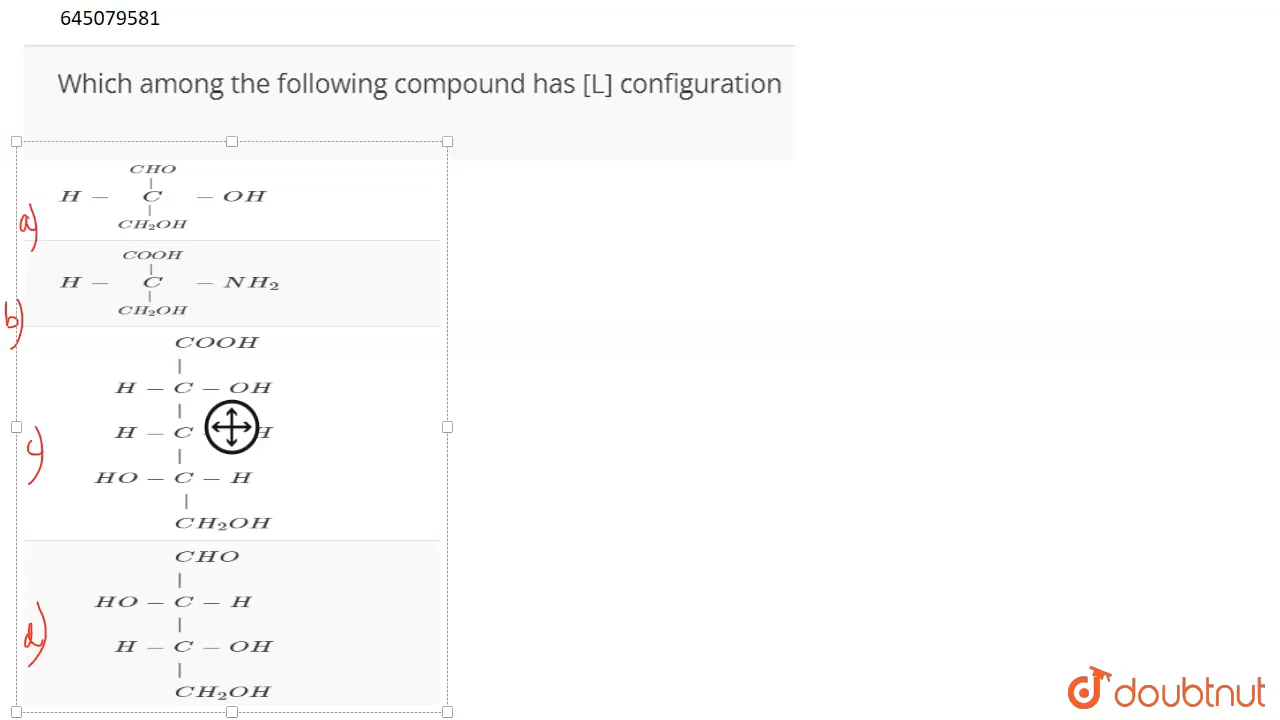 645079581
Which among the following compound has [L] configuration
CHO
|
H – C – OH
|
CH₂OH
a)
COOH
|
H – C – NH₂
|
CH₂OH
b)
COOH
|
H – C – OH
|
H – C H
|
c)
HO – C – H
|
CH₂OH
CHO
|
HO – C – H
|
d)
H – C – OH
|
CH₂OH
doubtnut